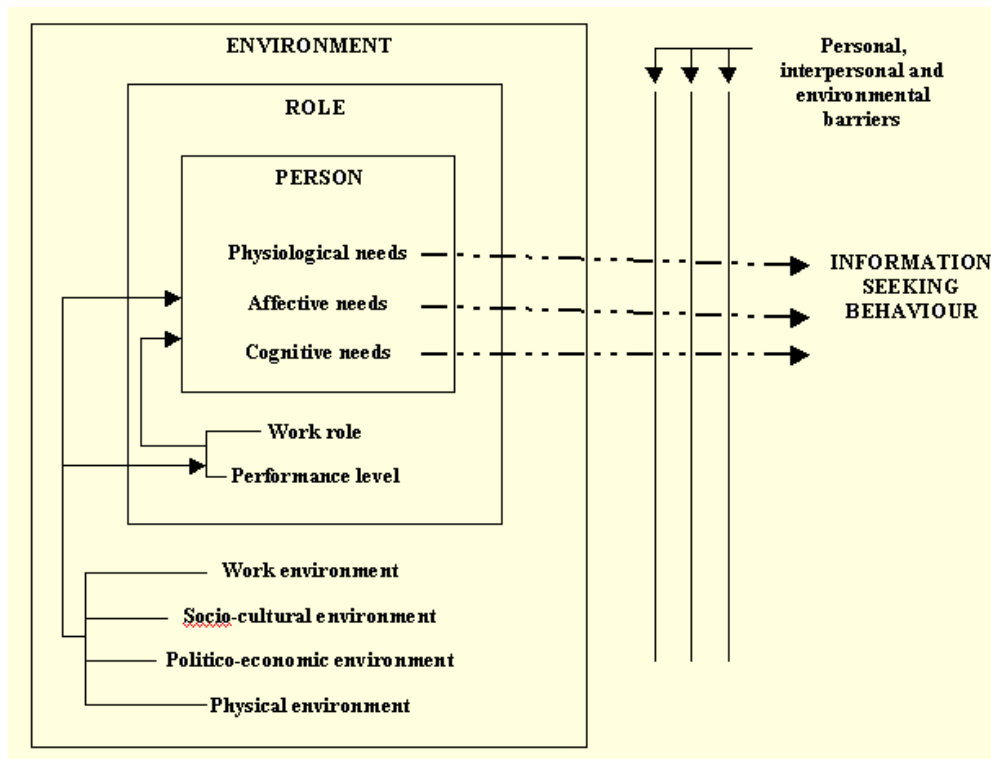 ENVIRONMENT
ROLE
PERSON
Physiological needs
Affective needs
Cognitive needs
Work role
Performance level
Work environment
Socio-cultural environment
Politico-economic environment
Physical environment
Personal,
interpersonal and
environmental
barriers
INFORMATION
SEEKING
BEHAVIOUR